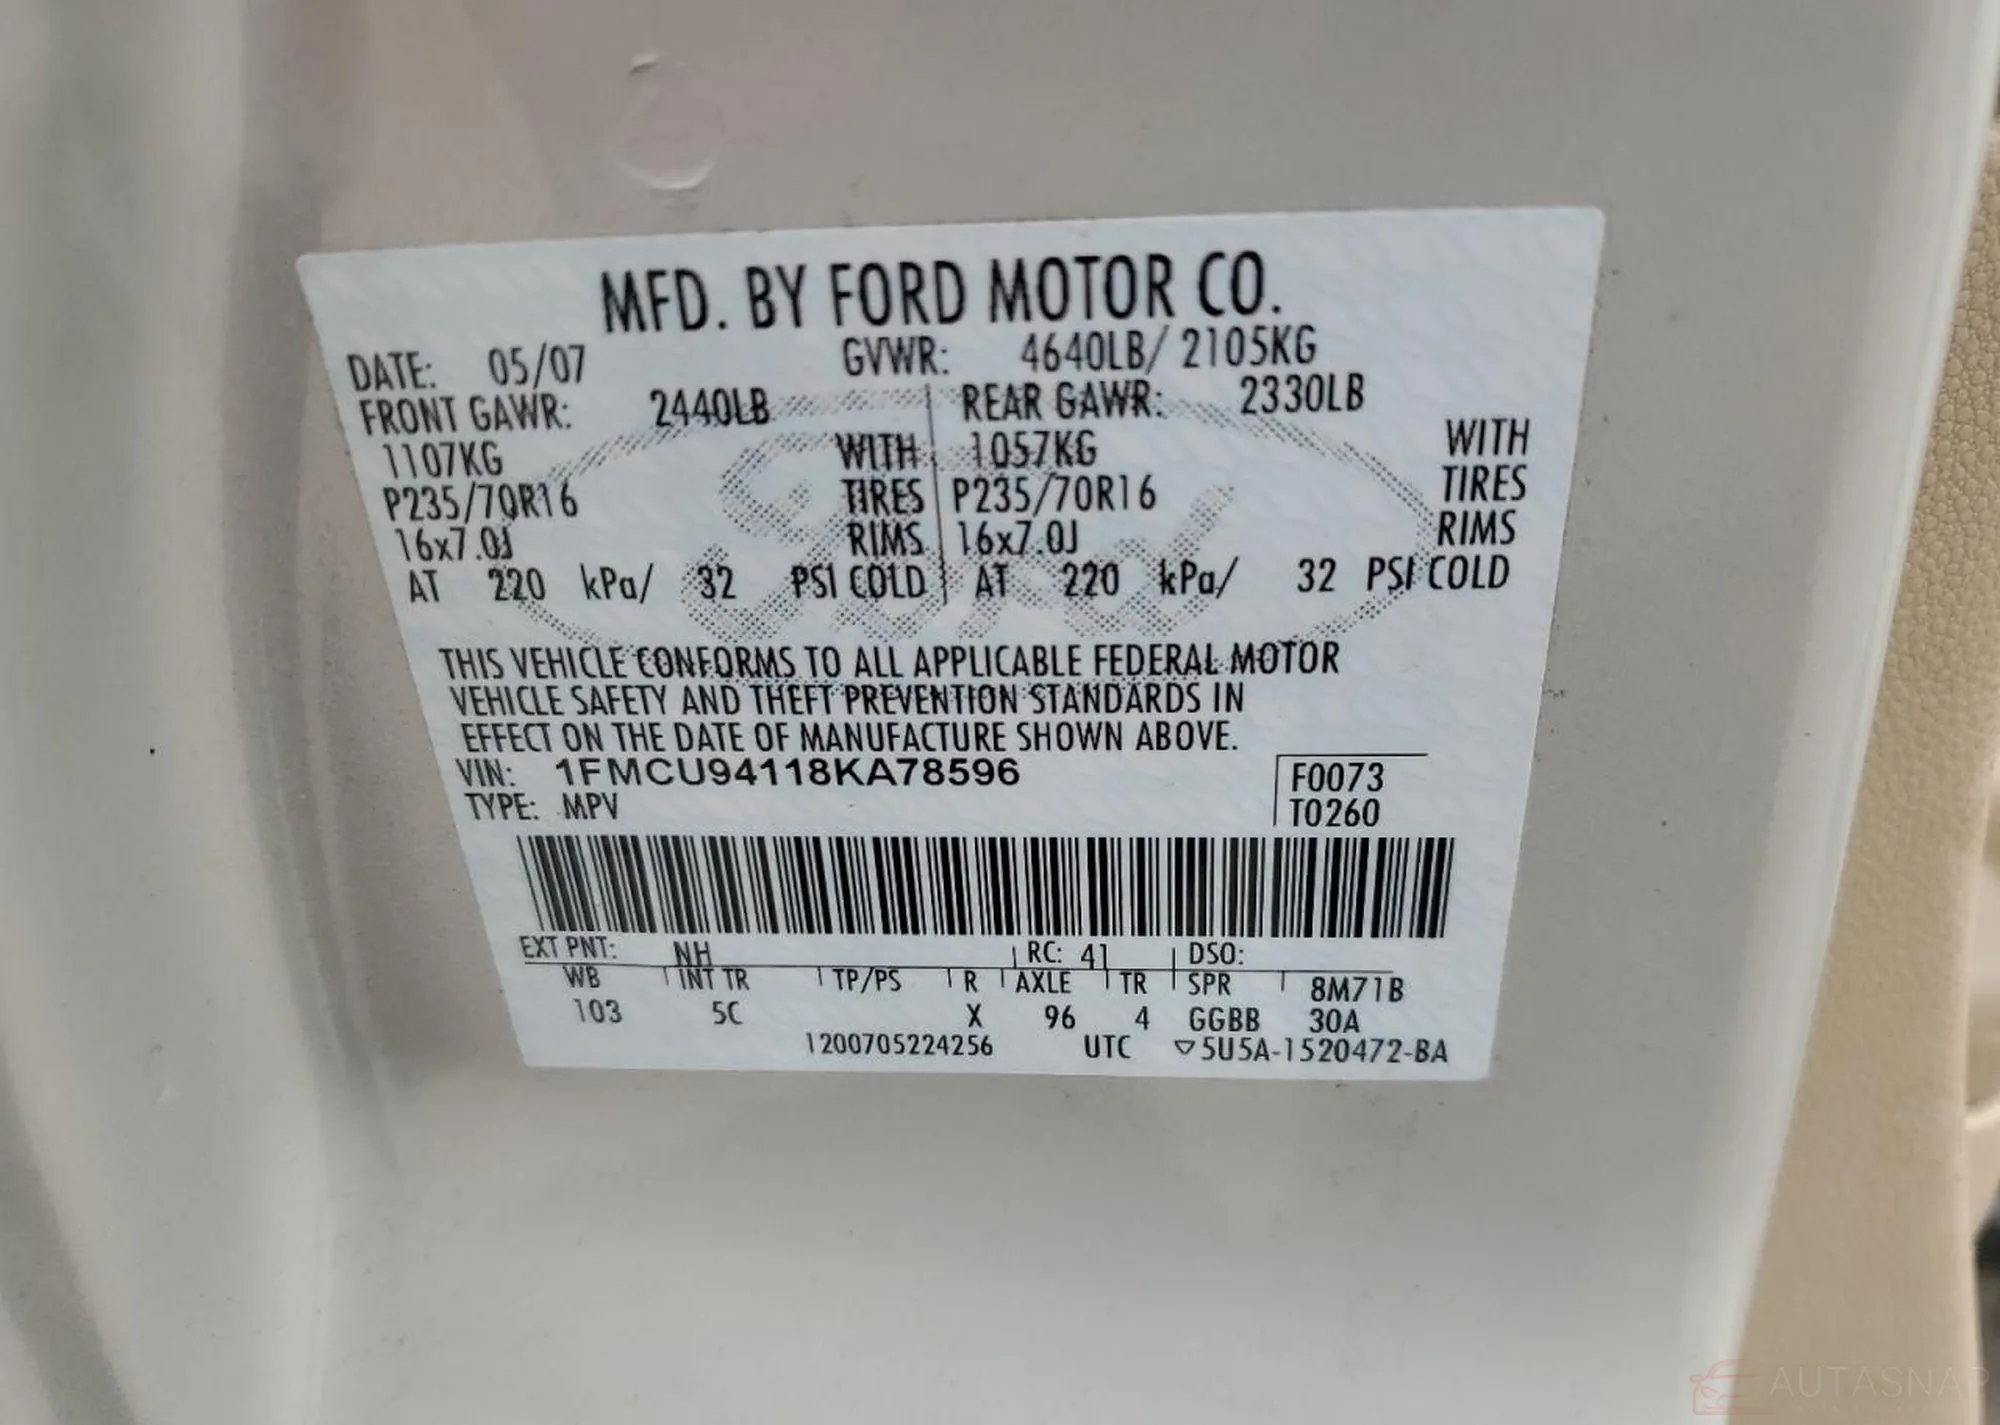 MFD. BY FORD MOTOR CO.
DATE: 05/07 GVWR: 4640LB/ 2105KG
FRONT GAWR: 2440LB REAR GAWR: 2330LB
1107KG WITH 1057KG WITH
P235/70R16 TIRES P235/70R16 TIRES
16x7.0J RIMS 16x7.0J RIMS
AT 220 kPa/ 32 PSI COLD AT 220 kPa/ 32 PSI COLD
THIS VEHICLE CONFORMS TO ALL APPLICABLE FEDERAL MOTOR
VEHICLE SAFETY AND THEFT PREVENTION STANDARDS IN
EFFECT ON THE DATE OF MANUFACTURE SHOWN ABOVE.
VIN: 1FMCU94118KA78596 F0073
TYPE: MPV T0260
EXT PNT: NH RC: 41 DSO:
WB INT TR TP/PS R AXLE TR SPR 8M71B
103 5C X 96 4 GGBB 30A
1200705224256 UTC ▽5U5A-1520472-BA
Ford
AUTASNAP